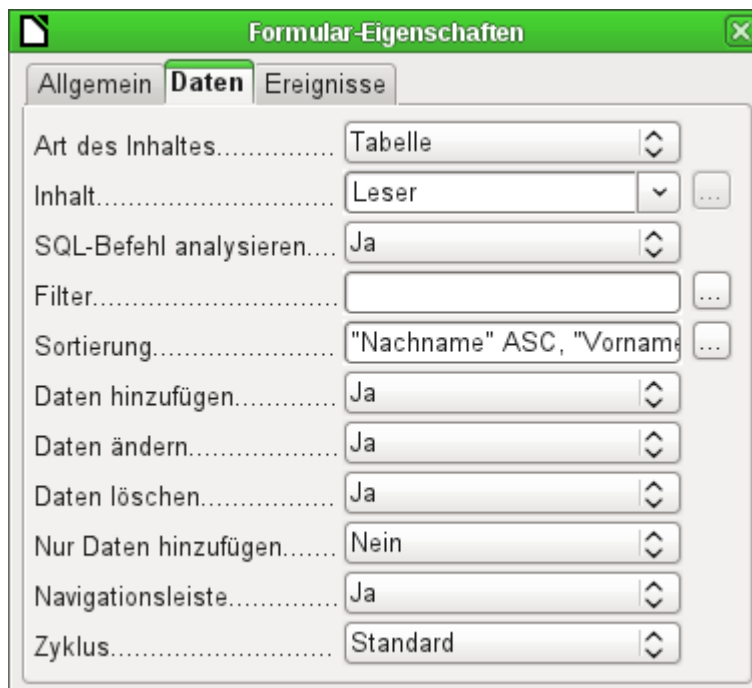 Formular-Eigenschaften
Allgemein Daten Ereignisse
Art des Inhaltes............... Tabelle
Inhalt............................. Leser ...
SQL-Befehl analysieren.... Ja
Filter.............................. ...
Sortierung....................... "Nachname" ASC, "Vorname ...
Daten hinzufügen............. Ja
Daten ändern................... Ja
Daten löschen.................. Ja
Nur Daten hinzufügen....... Nein
Navigationsleiste.............. Ja
Zyklus............................ Standard